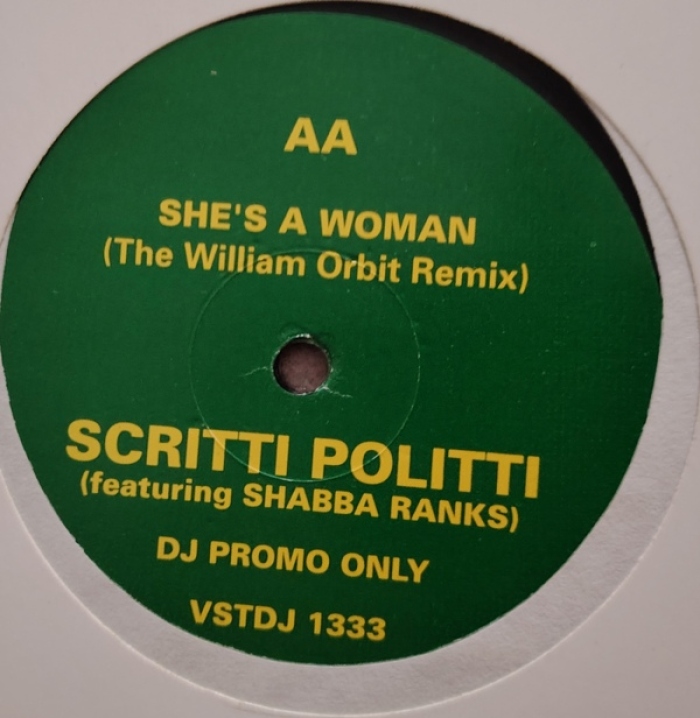 AA
SHE'S A WOMAN
(The William Orbit Remix)
SCRITTI POLITTI
(featuring SHABBA RANKS)
DJ PROMO ONLY
VSTDJ 1333